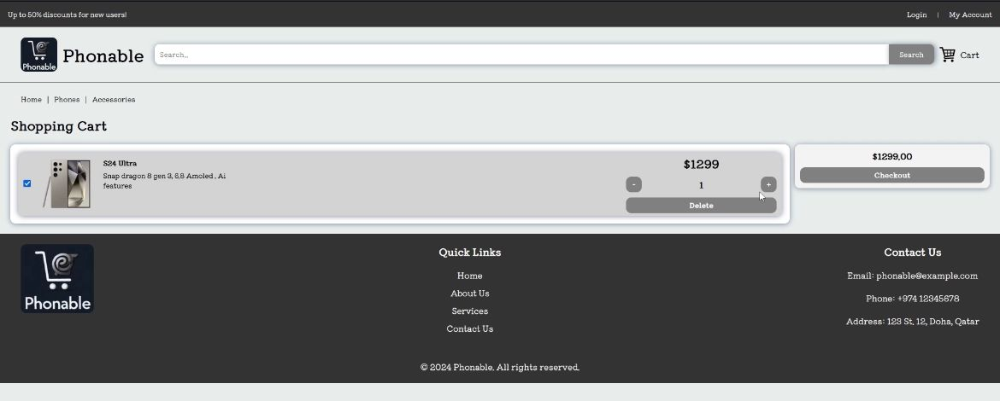 Up to 50% discounts for new users!
Login | My Account
Phonable
Phonable
Search...
Search
Cart
Home | Phones | Accessories
Shopping Cart
S24 Ultra
Snap dragon 8 gen 3, 6,8 Amoled , Ai
features
$1299
- 1 +
Delete
$1299.00
Checkout
Phonable
Quick Links
Home
About Us
Services
Contact Us
Contact Us
Email: phonable@example.com
Phone: +974 12345678
Address: 123 St, 12, Doha, Qatar
© 2024 Phonable. All rights reserved.